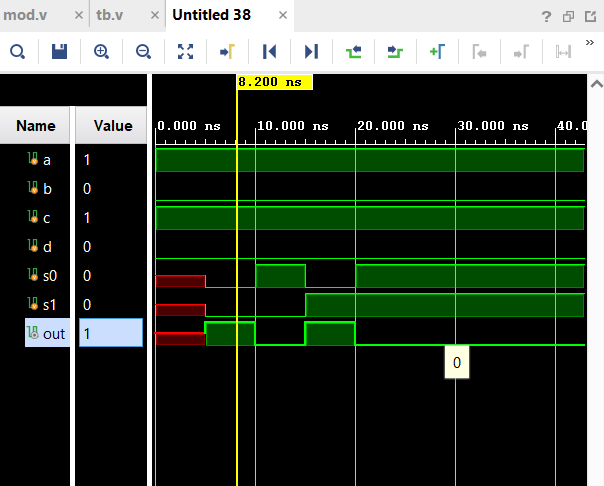 mod.v × tb.v × Untitled 38 × ?
»
8.200 ns
Name Value 0.000 ns 10.000 ns 20.000 ns 30.000 ns 40.0
a 1
b 0
c 1
d 0
s0 0
s1 0
out 1
0